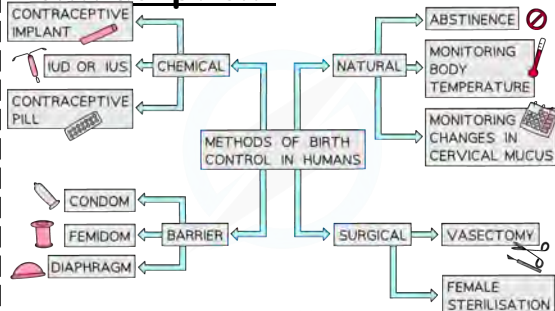 CONTRACEPTIVE
IMPLANT
IUD OR IUS
CONTRACEPTIVE
PILL
CHEMICAL
NATURAL
ABSTINENCE
MONITORING
BODY
TEMPERATURE
MONITORING
CHANGES IN
CERVICAL MUCUS
METHODS OF BIRTH
CONTROL IN HUMANS
CONDOM
FEMIDOM
DIAPHRAGM
BARRIER
SURGICAL
VASECTOMY
FEMALE
STERILISATION